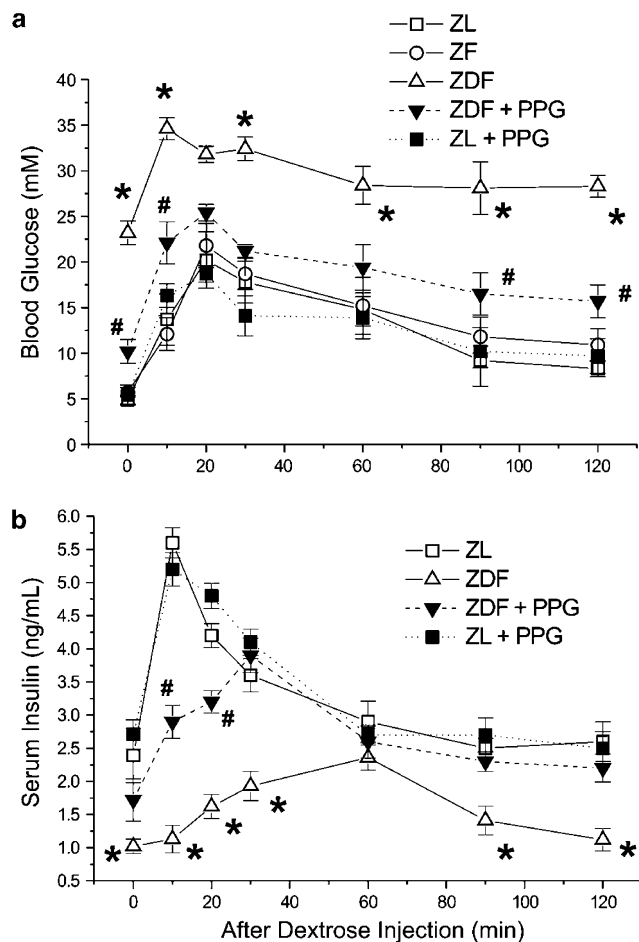 a
ZL
ZF
ZDF
ZDF + PPG
ZL + PPG
Blood Glucose (mM)
40
35
30
25
20
15
10
5
0
* * * * * *
# # # #
0 20 40 60 80 100 120
b
ZL
ZDF
ZDF + PPG
ZL + PPG
Serum Insulin (ng/mL)
6.0
5.5
5.0
4.5
4.0
3.5
3.0
2.5
2.0
1.5
1.0
0.5
# #
* * * * * *
0 20 40 60 80 100 120
After Dextrose Injection (min)